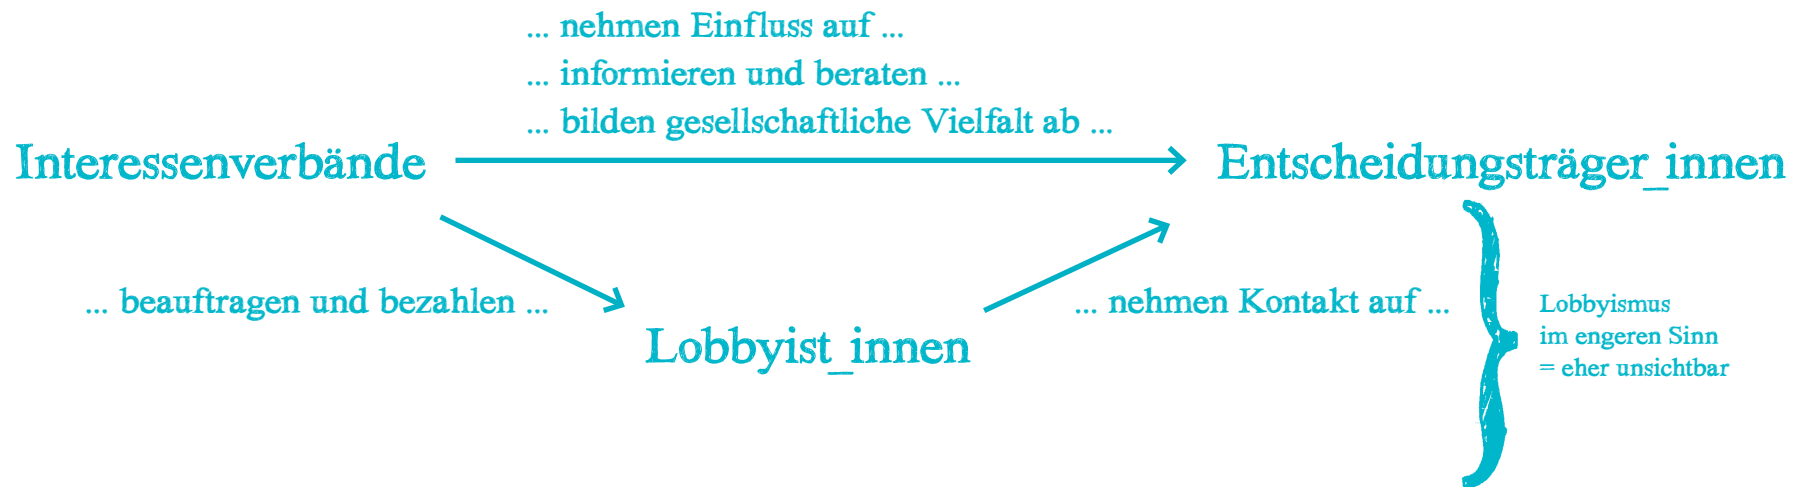 ... nehmen Einfluss auf ...
... informieren und beraten ...
... bilden gesellschaftliche Vielfalt ab ...
Interessenverbände
Entscheidungsträger_innen
... beauftragen und bezahlen ...
... nehmen Kontakt auf ...
Lobbyist_innen
Lobbyismus
im engeren Sinn
= eher unsichtbar